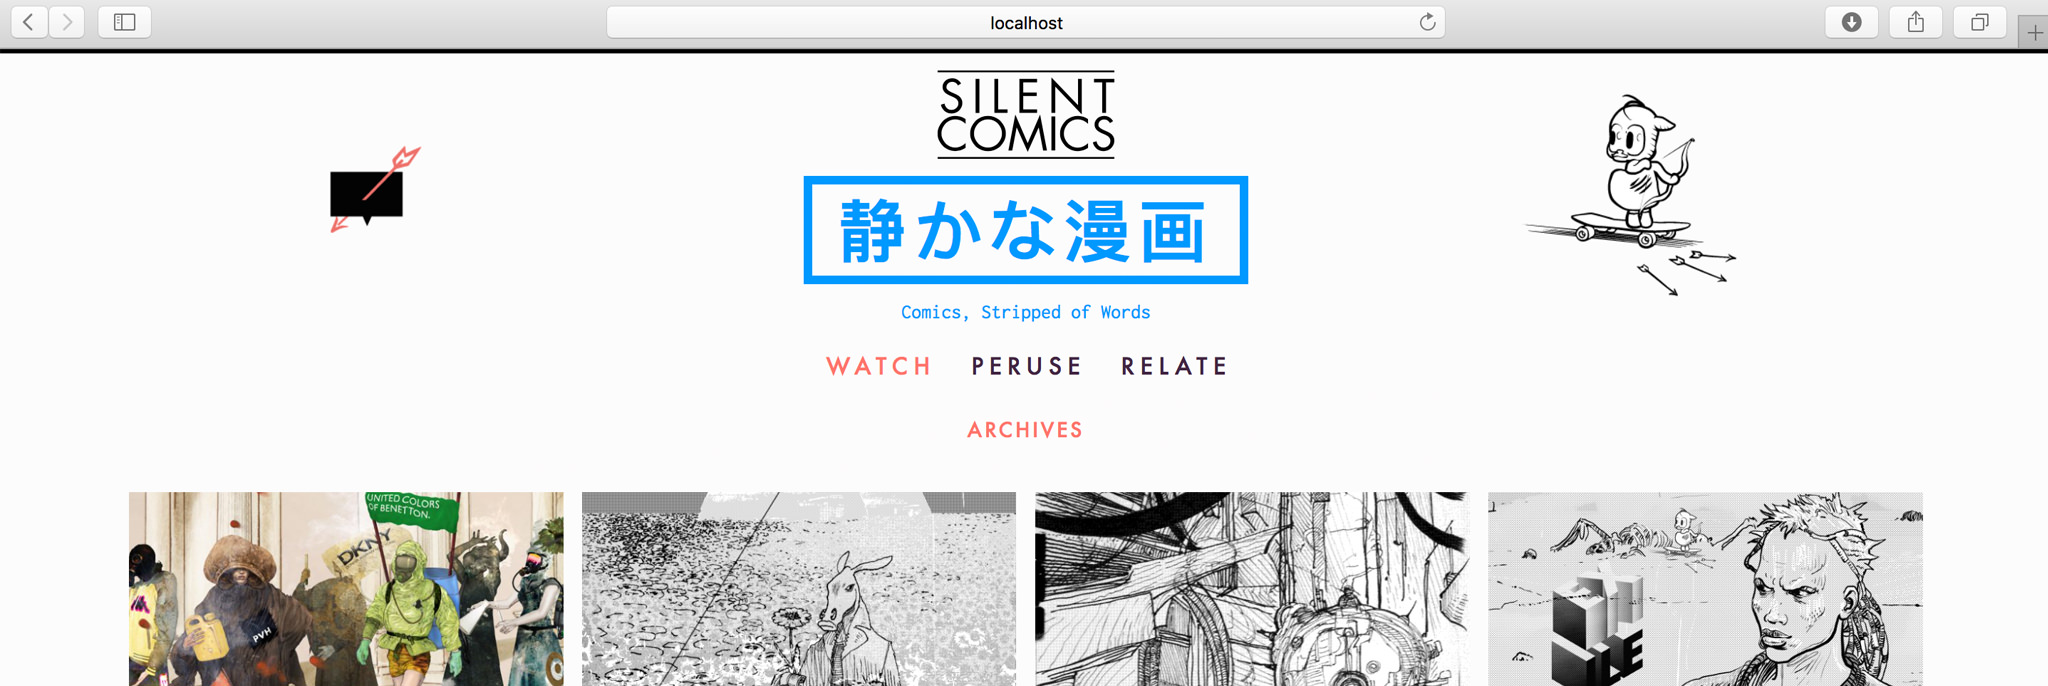 localhost
SILENT
COMICS
静かな漫画
Comics, Stripped of Words
WATCH PERUSE RELATE
ARCHIVES
UNITED COLORS
OF BENETTON.
DKNY
PVH